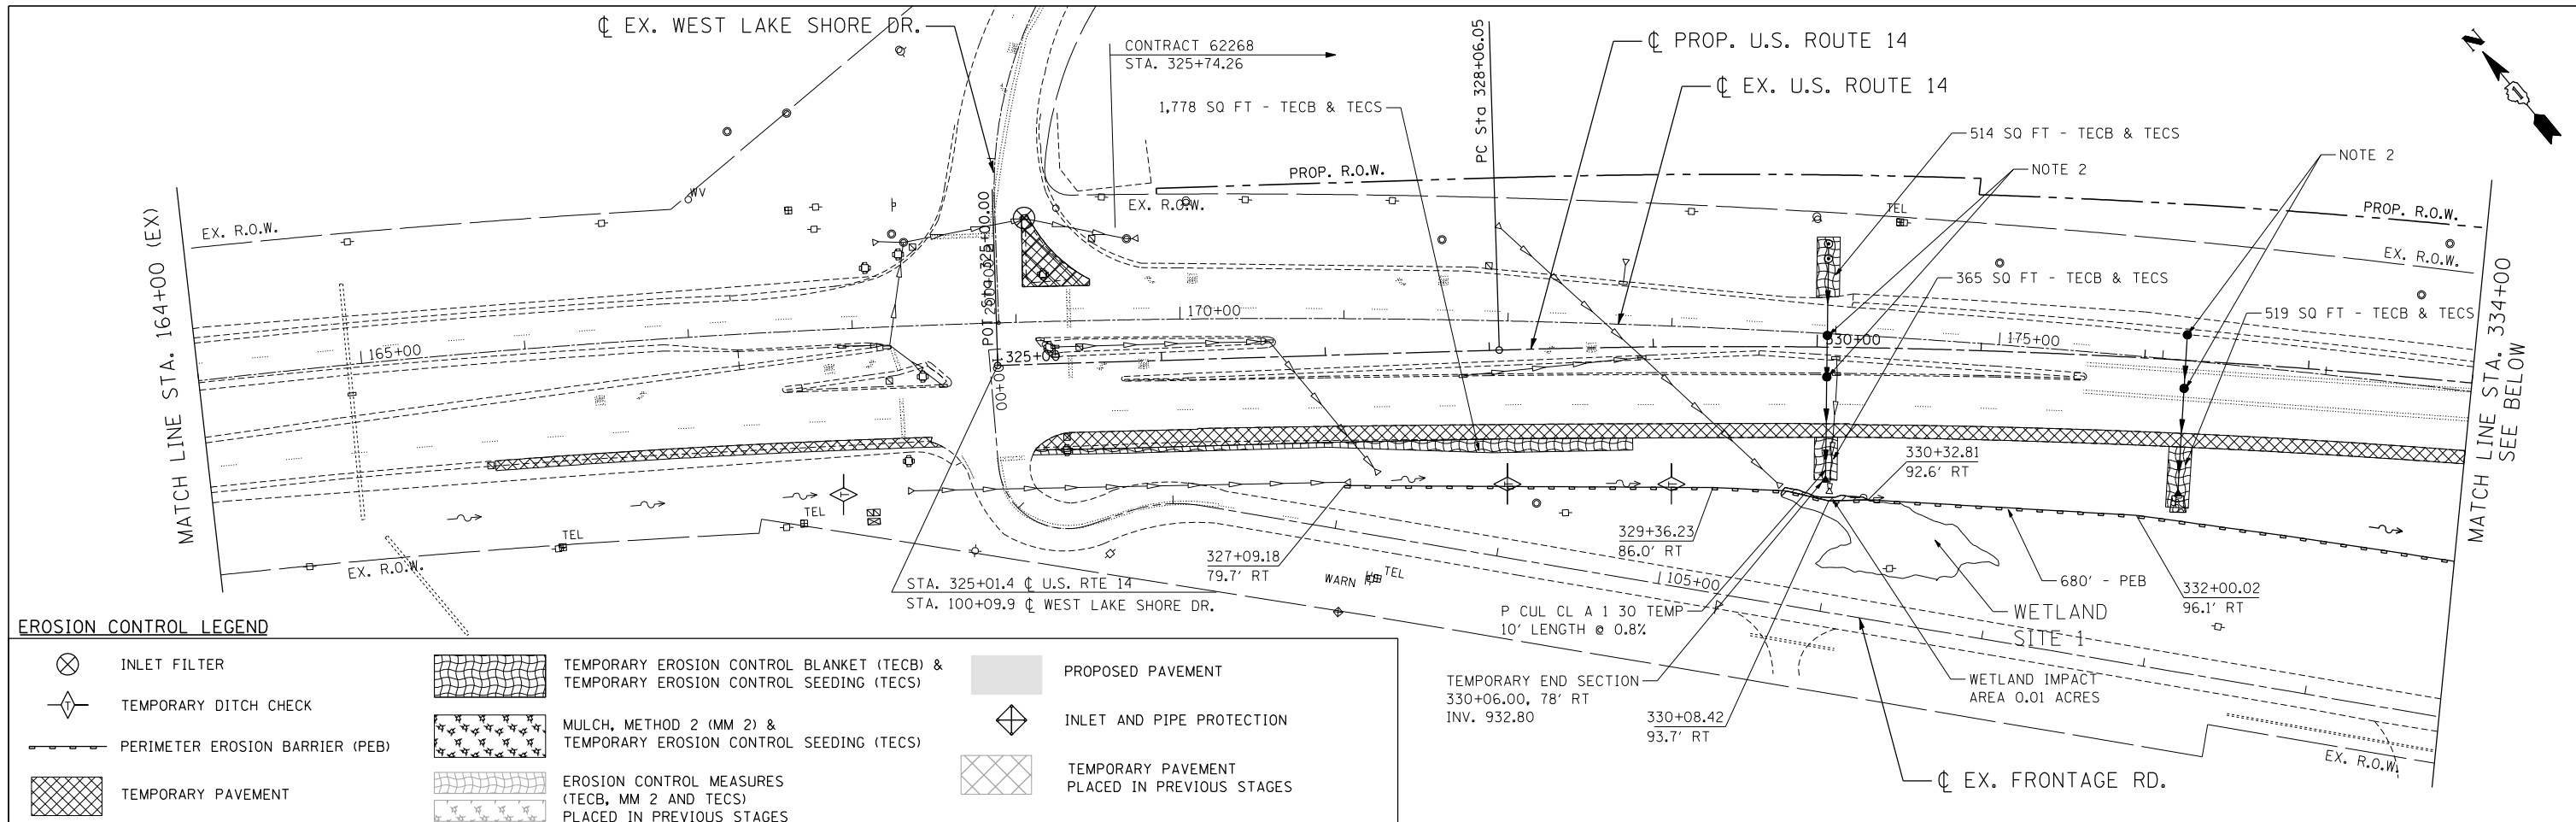 ℄ EX. WEST LAKE SHORE DR.
CONTRACT 62268
STA. 325+74.26
PC Sta 328+06.05
℄ PROP. U.S. ROUTE 14
℄ EX. U.S. ROUTE 14
1,778 SQ FT - TECB & TECS
514 SQ FT - TECB & TECS
NOTE 2
NOTE 2
N
PROP. R.O.W.
EX. R.O.W.
WV
EX. R.O.W.
TEL
PROP. R.O.W.
EX. R.O.W.
365 SQ FT - TECB & TECS
519 SQ FT - TECB & TECS
MATCH LINE STA. 164+00 (EX)
165+00
170+00
175+00
325+00
30+00
00+00
MATCH LINE STA. 334+00
SEE BELOW
330+32.81
92.6' RT
TEL
TEL
EX. R.O.W.
327+09.18
79.7' RT
329+36.23
86.0' RT
WARN
TEL
105+00
STA. 325+01.4 ℄ U.S. RTE 14
STA. 100+09.9 ℄ WEST LAKE SHORE DR.
P CUL CL A 1 30 TEMP
10' LENGTH @ 0.8%
680' - PEB
332+00.02
96.1' RT
WETLAND
SITE 1
TEMPORARY END SECTION
330+06.00, 78' RT
INV. 932.80
330+08.42
93.7' RT
WETLAND IMPACT
AREA 0.01 ACRES
EX. R.O.W.
℄ EX. FRONTAGE RD.
EROSION CONTROL LEGEND
INLET FILTER
T
TEMPORARY DITCH CHECK
PERIMETER EROSION BARRIER (PEB)
TEMPORARY PAVEMENT
TEMPORARY EROSION CONTROL BLANKET (TECB) &
TEMPORARY EROSION CONTROL SEEDING (TECS)
MULCH, METHOD 2 (MM 2) &
TEMPORARY EROSION CONTROL SEEDING (TECS)
EROSION CONTROL MEASURES
(TECB, MM 2 AND TECS)
PLACED IN PREVIOUS STAGES
PROPOSED PAVEMENT
INLET AND PIPE PROTECTION
TEMPORARY PAVEMENT
PLACED IN PREVIOUS STAGES